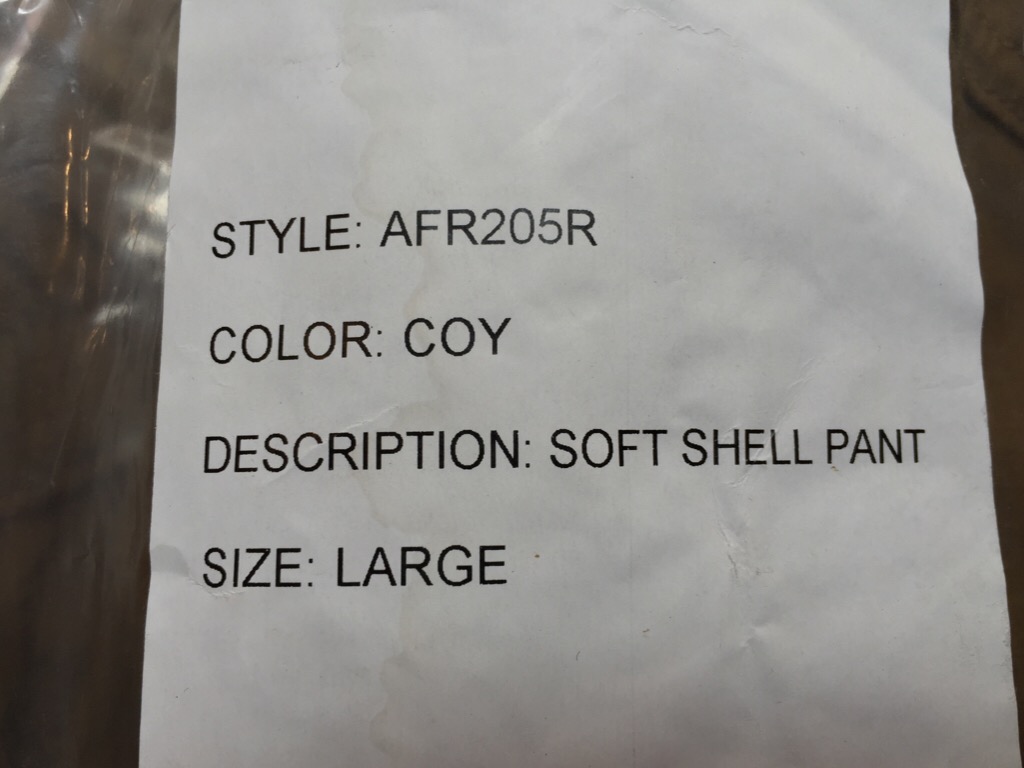 STYLE: AFR205R
COLOR: COY
DESCRIPTION: SOFT SHELL PANT
SIZE: LARGE